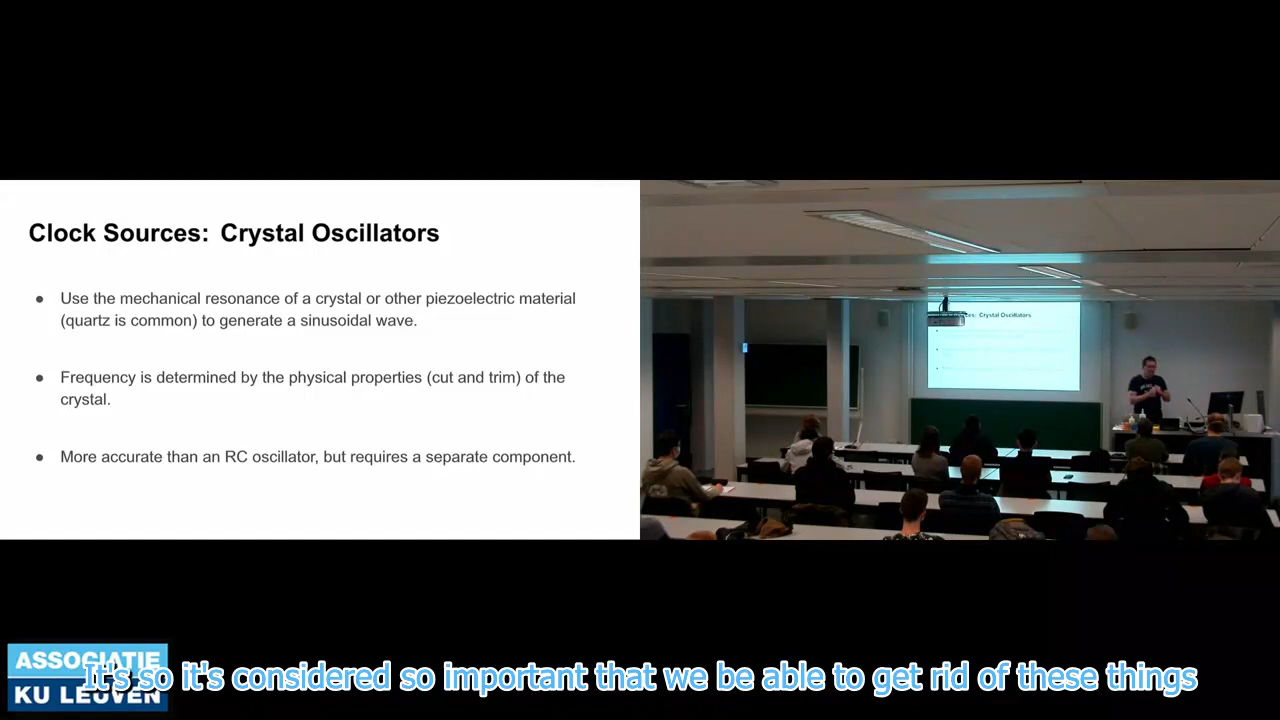 Clock Sources: Crystal Oscillators
● Use the mechanical resonance of a crystal or other piezoelectric material
(quartz is common) to generate a sinusoidal wave.
● Frequency is determined by the physical properties (cut and trim) of the
crystal.
● More accurate than an RC oscillator, but requires a separate component.
Crystal Oscillators
ASSOCIATIE
KU LEUVEN
It's so it's considered so important that we be able to get rid of these things